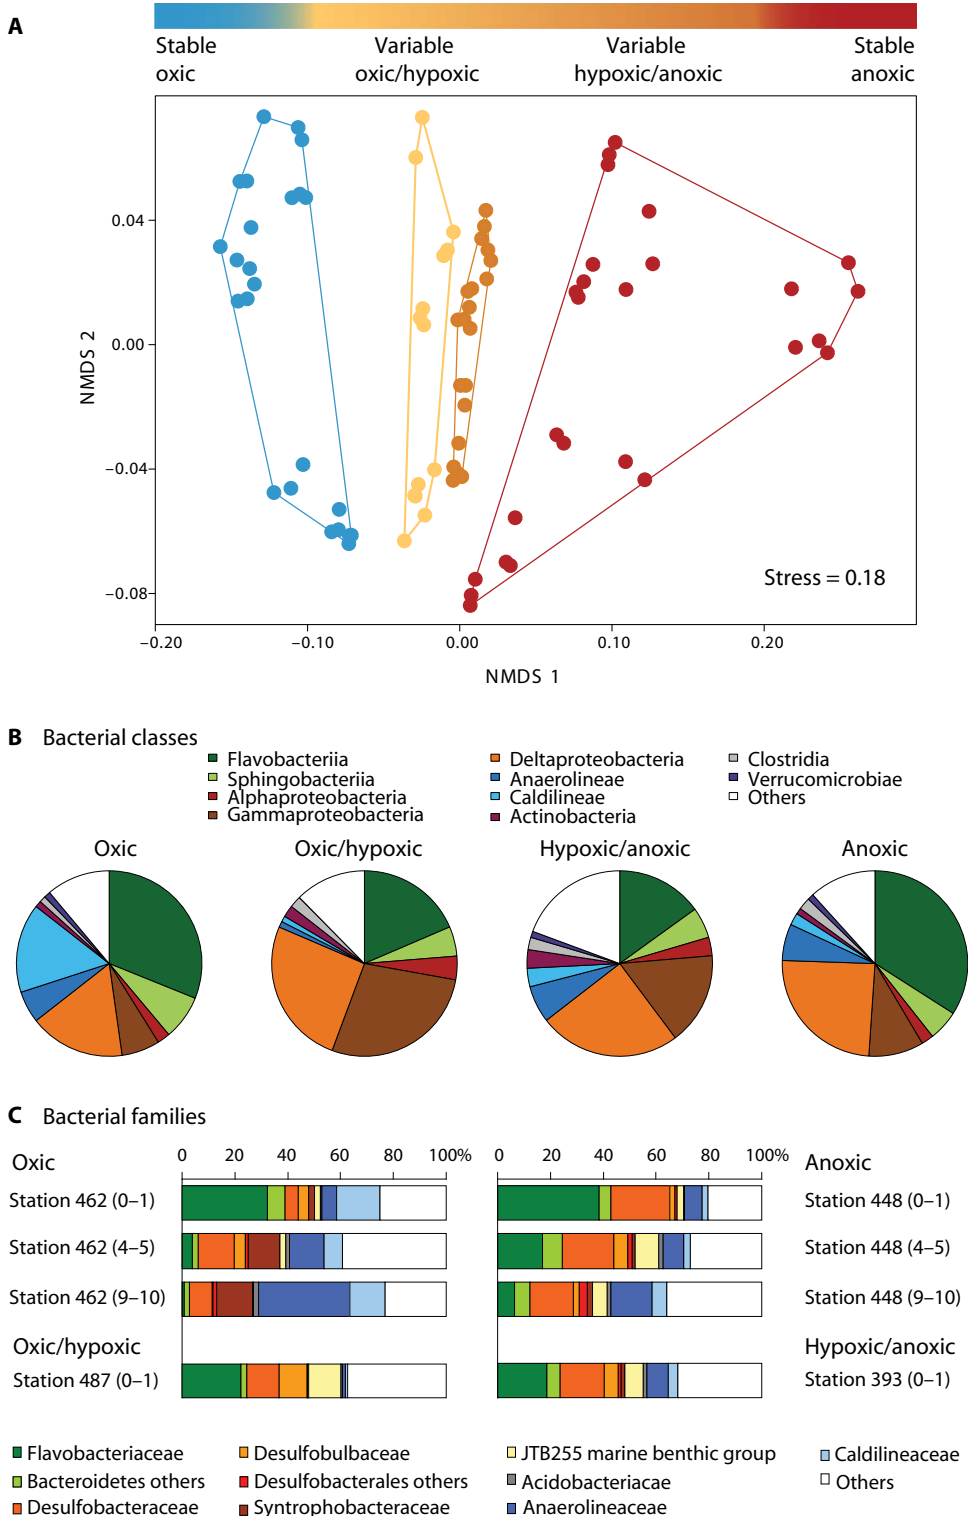 A
Stable
oxic
Variable
oxic/hypoxic
Variable
hypoxic/anoxic
Stable
anoxic
0.04
0.00
−0.04
−0.08
NMDS 2
Stress = 0.18
−0.20
−0.10
0.00
0.10
0.20
NMDS 1
B Bacterial classes
Flavobacteriia
Sphingobacteriia
Alphaproteobacteria
Gammaproteobacteria
Deltaproteobacteria
Anaerolineae
Caldilineae
Actinobacteria
Clostridia
Verrucomicrobiae
Others
Oxic
Oxic/hypoxic
Hypoxic/anoxic
Anoxic
C Bacterial families
0 20 40 60 80 100%
0 20 40 60 80 100%
Oxic
Station 462 (0–1)
Station 462 (4–5)
Station 462 (9–10)
Oxic/hypoxic
Station 487 (0–1)
Anoxic
Station 448 (0–1)
Station 448 (4–5)
Station 448 (9–10)
Hypoxic/anoxic
Station 393 (0–1)
Flavobacteriaceae
Bacteroidetes others
Desulfobacteraceae
Desulfobulbaceae
Desulfobacterales others
Syntrophobacteraceae
JTB255 marine benthic group
Acidobacteriacae
Anaerolineaceae
Caldilineaceae
Others